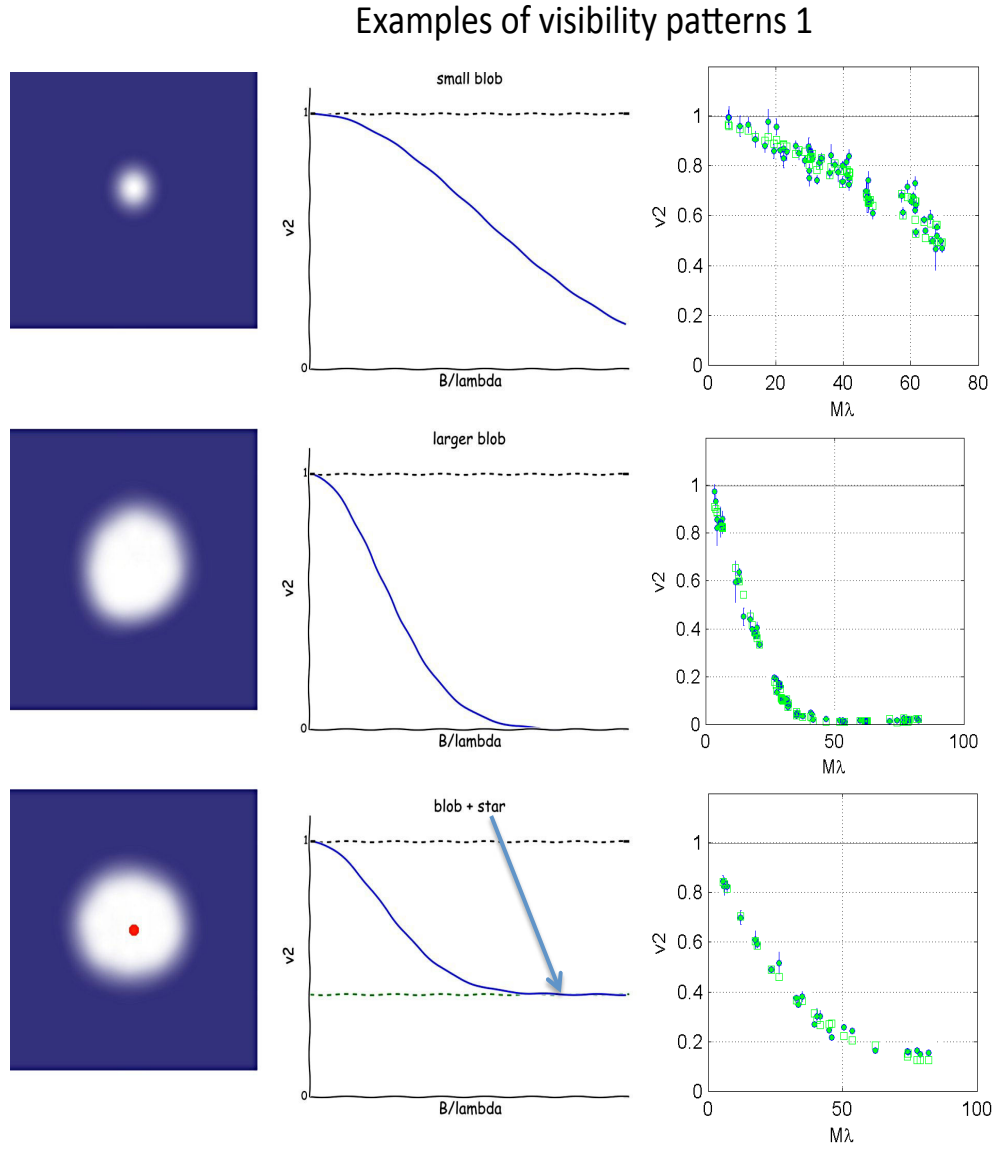 Examples of visibility patterns 1
small blob
1
v2
0
B/lambda
1
0.8
0.6
0.4
0.2
0
v2
0 20 40 60 80
Mλ
larger blob
1
v2
0
B/lambda
1
0.8
0.6
0.4
0.2
0
v2
0 50 100
Mλ
blob + star
1
v2
0
B/lambda
1
0.8
0.6
0.4
0.2
0
v2
0 50 100
Mλ